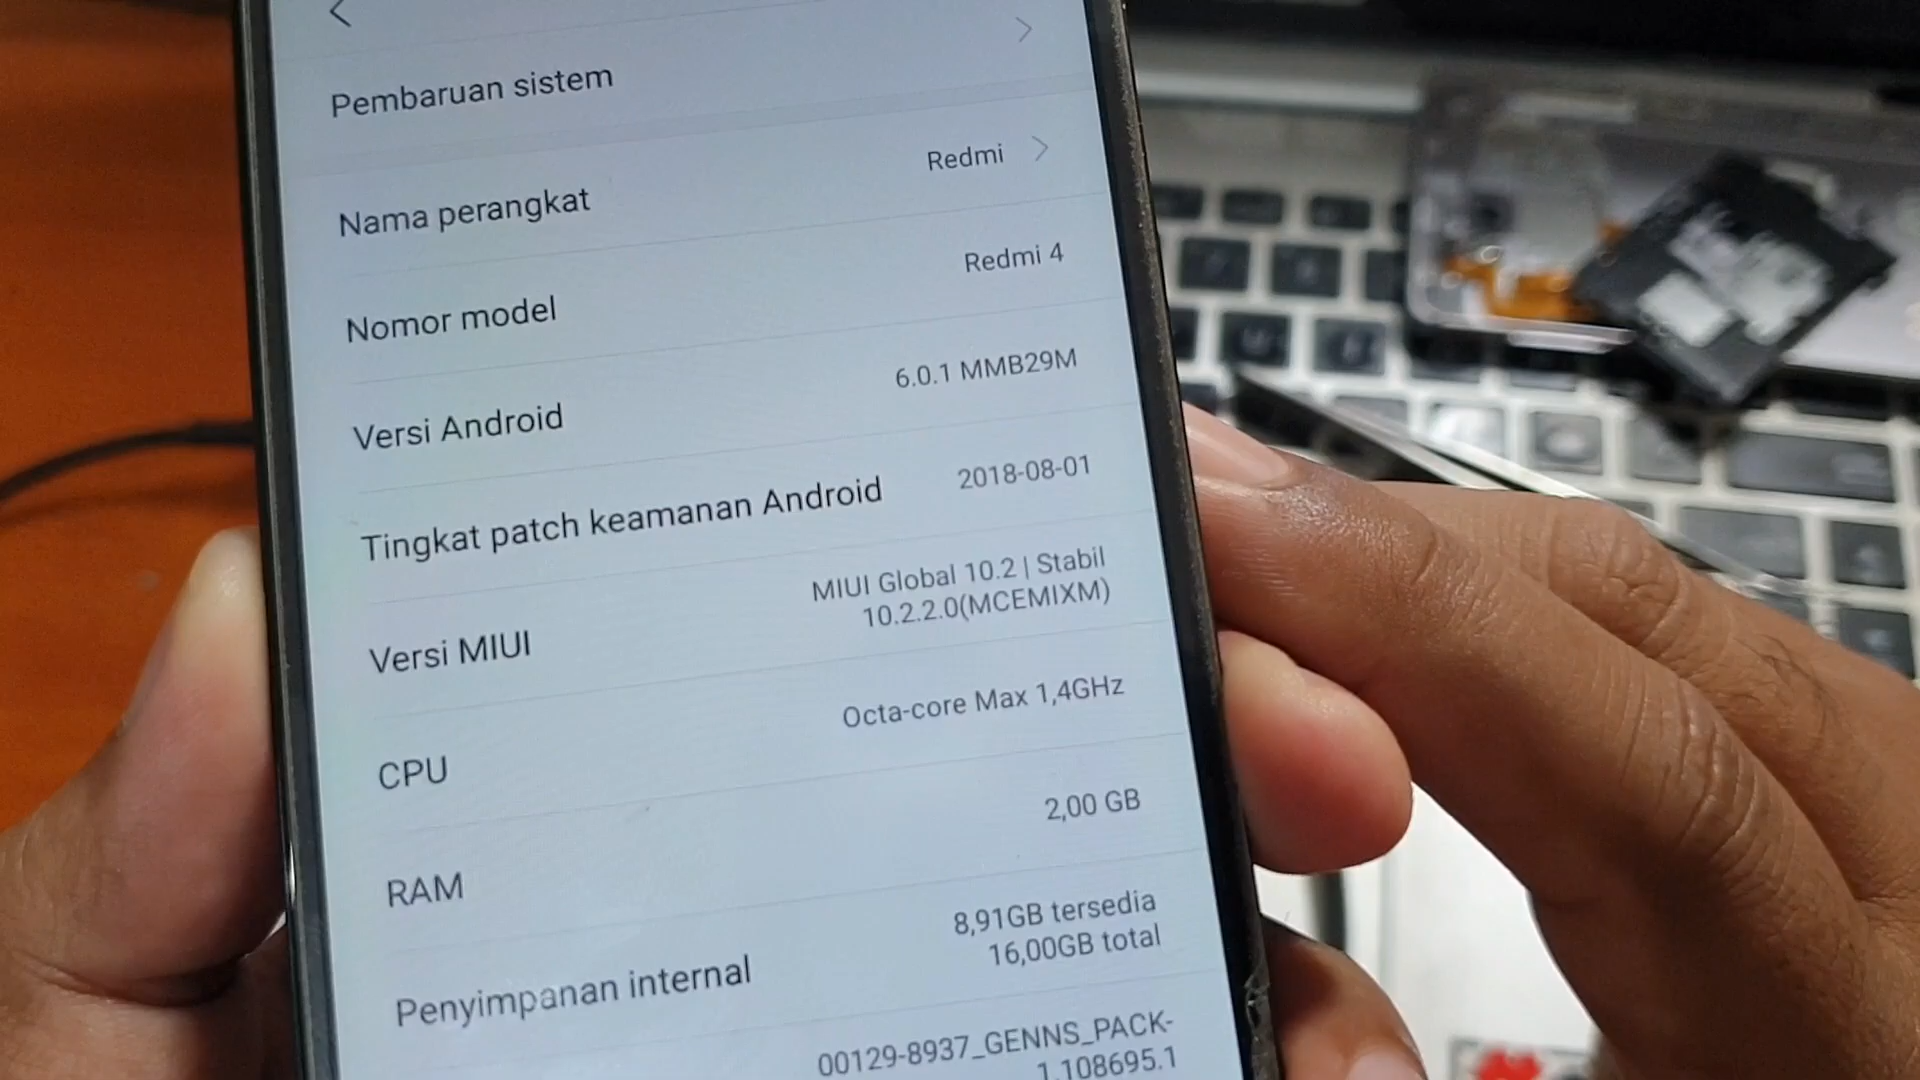 Pembaruan sistem
Nama perangkat
Redmi
Nomor model
Redmi 4
Versi Android
6.0.1 MMB29M
Tingkat patch keamanan Android
2018-08-01
Versi MIUI
MIUI Global 10.2 | Stabil
10.2.2.0(MCEMIXM)
CPU
Octa-core Max 1,4GHz
RAM
2,00 GB
Penyimpanan internal
8,91GB tersedia
16,00GB total
00129-8937_GENNS_PACK-
1.108695.1